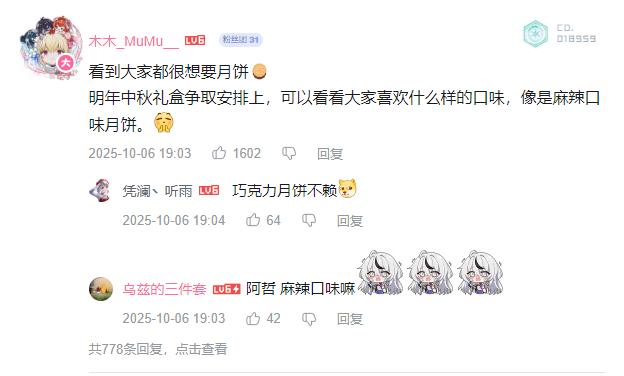 木木_MuMu__ LV6 粉丝团 31
CD.
018959
看到大家都很想要月饼
明年中秋礼盒争取安排上，可以看看大家喜欢什么样的口味，像是麻辣口
味月饼。
2025-10-06 19:03 1602 回复
凭澜丶听雨 LV6 巧克力月饼不赖
2025-10-06 19:04 64 回复
乌兹的三件套 LV6 阿哲 麻辣口味嘛
2025-10-06 19:03 42 回复
共778条回复，点击查看